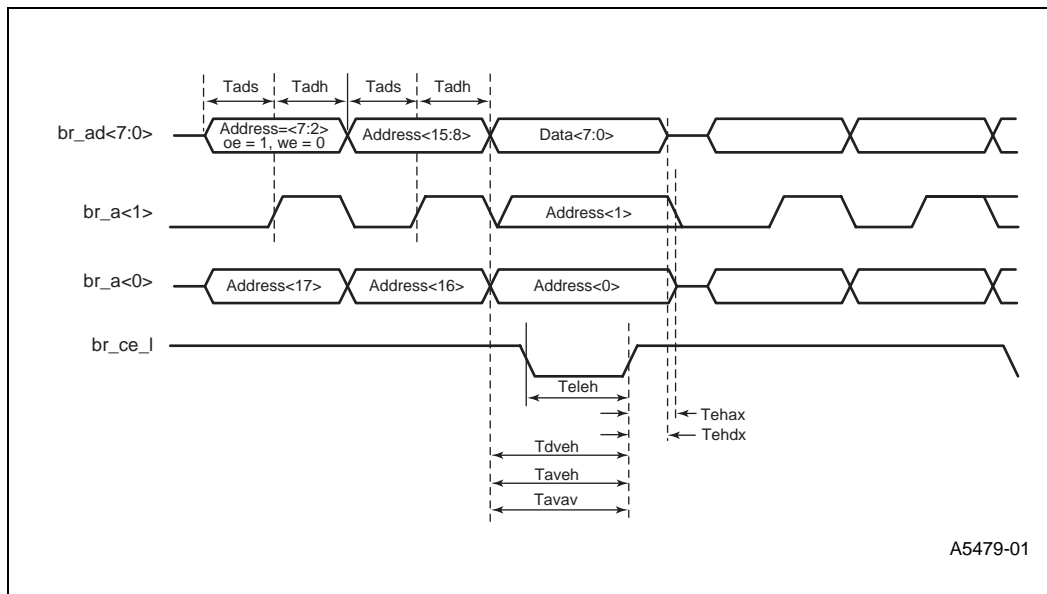 Tads Tadh Tads Tadh
br_ad<7:0> Address=<7:2> Address<15:8> Data<7:0>
oe = 1, we = 0
br_a<1> Address<1>
br_a<0> Address<17> Address<16> Address<0>
br_ce_l
Teleh
Tehax
Tehdx
Tdveh
Taveh
Tavav
A5479-01